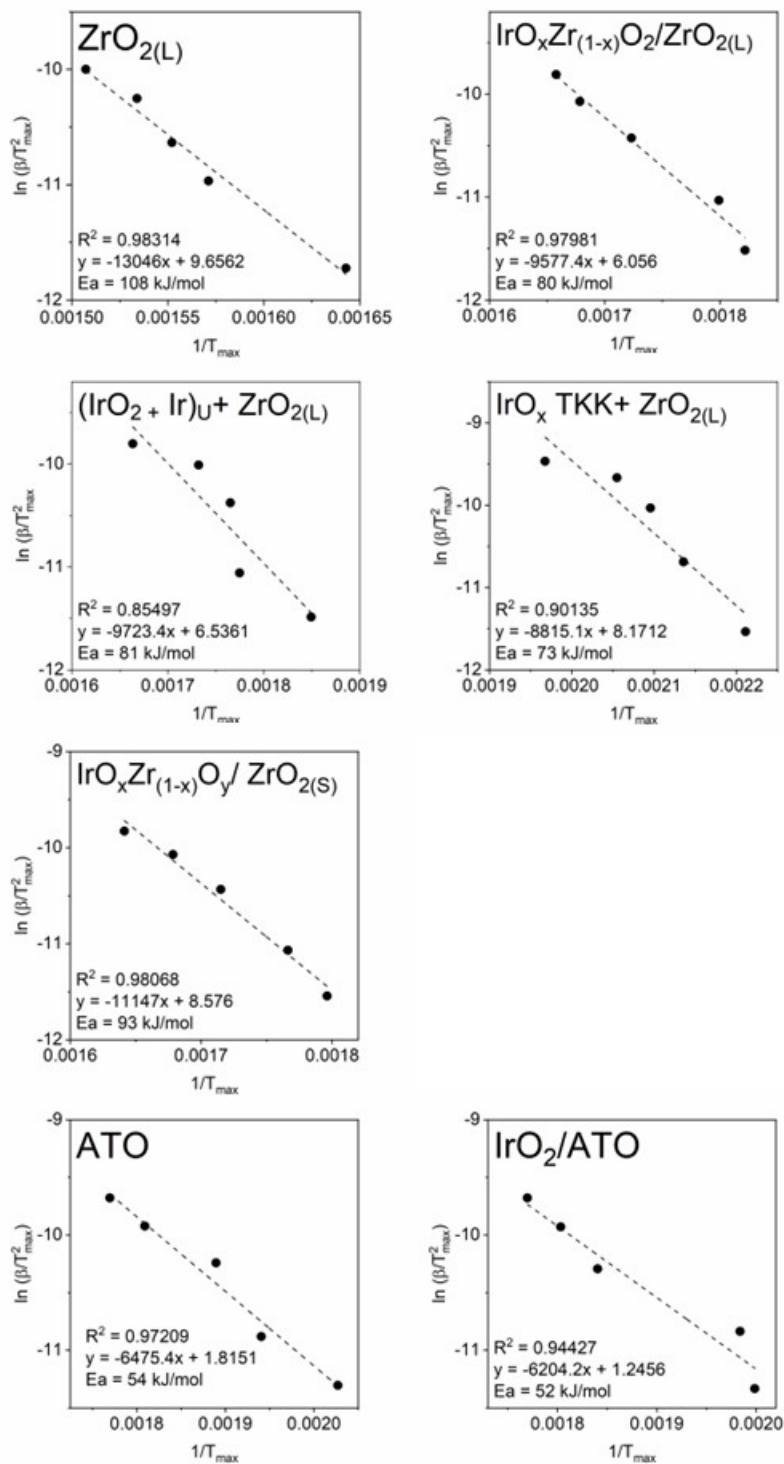 ZrO2(L)
-10
-11
-12
ln (β/T²max)
R² = 0.98314
y = -13046x + 9.6562
Ea = 108 kJ/mol
0.00150 0.00155 0.00160 0.00165
1/Tmax
IrOxZr(1-x)O2/ZrO2(L)
-10
-11
-12
ln (β/T²max)
R² = 0.97981
y = -9577.4x + 6.056
Ea = 80 kJ/mol
0.0016 0.0017 0.0018
1/Tmax
(IrO2 + Ir)U+ ZrO2(L)
-10
-11
-12
ln (β/T²max)
R² = 0.85497
y = -9723.4x + 6.5361
Ea = 81 kJ/mol
0.0016 0.0017 0.0018 0.0019
1/Tmax
IrOx TKK+ ZrO2(L)
-9
-10
-11
-12
ln (β/T²max)
R² = 0.90135
y = -8815.1x + 8.1712
Ea = 73 kJ/mol
0.0019 0.0020 0.0021 0.0022
1/Tmax
IrOxZr(1-x)Oy/ ZrO2(S)
-9
-10
-11
-12
ln (β/T²max)
R² = 0.98068
y = -11147x + 8.576
Ea = 93 kJ/mol
0.0016 0.0017 0.0018
1/Tmax
ATO
-9
-10
-11
ln (β/T²max)
R² = 0.97209
y = -6475.4x + 1.8151
Ea = 54 kJ/mol
0.0018 0.0019 0.0020
1/Tmax
IrO2/ATO
-9
-10
-11
ln (β/T²max)
R² = 0.94427
y = -6204.2x + 1.2456
Ea = 52 kJ/mol
0.0018 0.0019 0.0020
1/Tmax